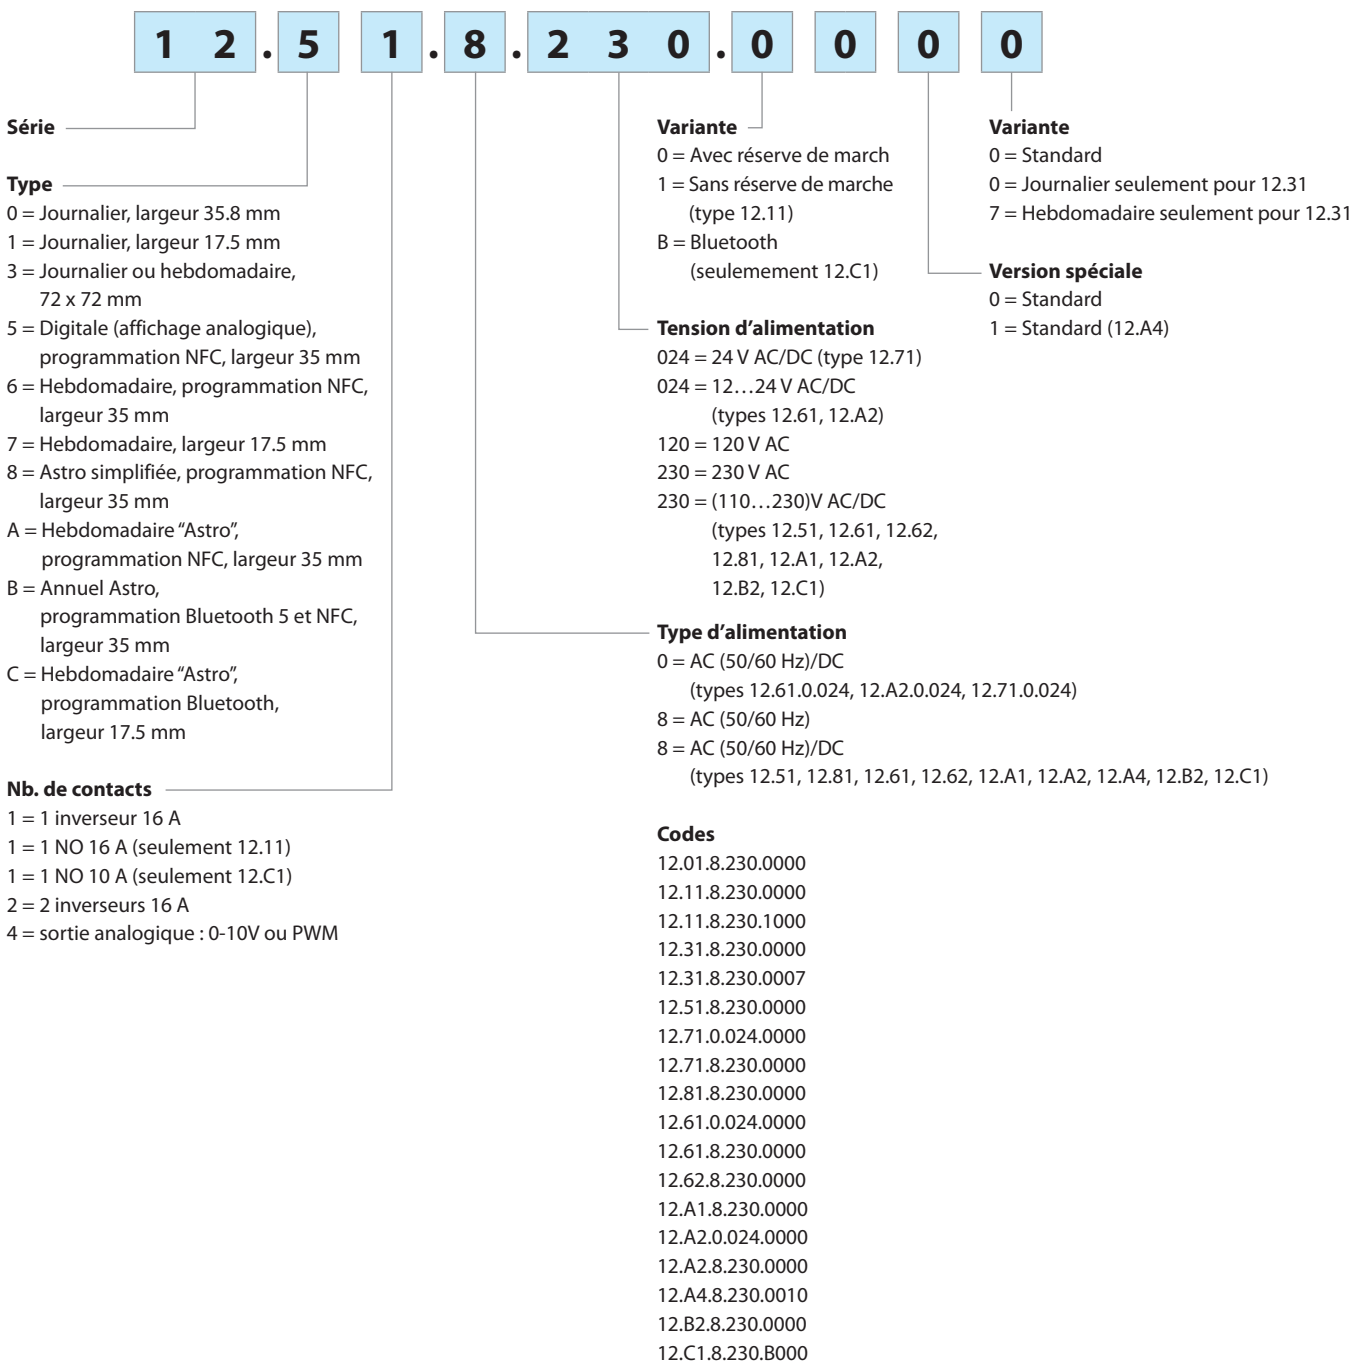 1 2 . 5 1 . 8 . 2 3 0 . 0 0 0 0
Série
Type
0 = Journalier, largeur 35.8 mm
1 = Journalier, largeur 17.5 mm
3 = Journalier ou hebdomadaire,
72 x 72 mm
5 = Digitale (affichage analogique),
programmation NFC, largeur 35 mm
6 = Hebdomadaire, programmation NFC,
largeur 35 mm
7 = Hebdomadaire, largeur 17.5 mm
8 = Astro simplifiée, programmation NFC,
largeur 35 mm
A = Hebdomadaire “Astro”,
programmation NFC, largeur 35 mm
B = Annuel Astro,
programmation Bluetooth 5 et NFC,
largeur 35 mm
C = Hebdomadaire “Astro”,
programmation Bluetooth,
largeur 17.5 mm
Nb. de contacts
1 = 1 inverseur 16 A
1 = 1 NO 16 A (seulement 12.11)
1 = 1 NO 10 A (seulement 12.C1)
2 = 2 inverseurs 16 A
4 = sortie analogique : 0-10V ou PWM
Variante
0 = Avec réserve de march
1 = Sans réserve de marche
(type 12.11)
B = Bluetooth
(seulemement 12.C1)
Tension d’alimentation
024 = 24 V AC/DC (type 12.71)
024 = 12…24 V AC/DC
(types 12.61, 12.A2)
120 = 120 V AC
230 = 230 V AC
230 = (110…230)V AC/DC
(types 12.51, 12.61, 12.62,
12.81, 12.A1, 12.A2,
12.B2, 12.C1)
Type d’alimentation
0 = AC (50/60 Hz)/DC
(types 12.61.0.024, 12.A2.0.024, 12.71.0.024)
8 = AC (50/60 Hz)
8 = AC (50/60 Hz)/DC
(types 12.51, 12.81, 12.61, 12.62, 12.A1, 12.A2, 12.A4, 12.B2, 12.C1)
Codes
12.01.8.230.0000
12.11.8.230.0000
12.11.8.230.1000
12.31.8.230.0000
12.31.8.230.0007
12.51.8.230.0000
12.71.0.024.0000
12.71.8.230.0000
12.81.8.230.0000
12.61.0.024.0000
12.61.8.230.0000
12.62.8.230.0000
12.A1.8.230.0000
12.A2.0.024.0000
12.A2.8.230.0000
12.A4.8.230.0010
12.B2.8.230.0000
12.C1.8.230.B000
Variante
0 = Standard
0 = Journalier seulement pour 12.31
7 = Hebdomadaire seulement pour 12.31
Version spéciale
0 = Standard
1 = Standard (12.A4)